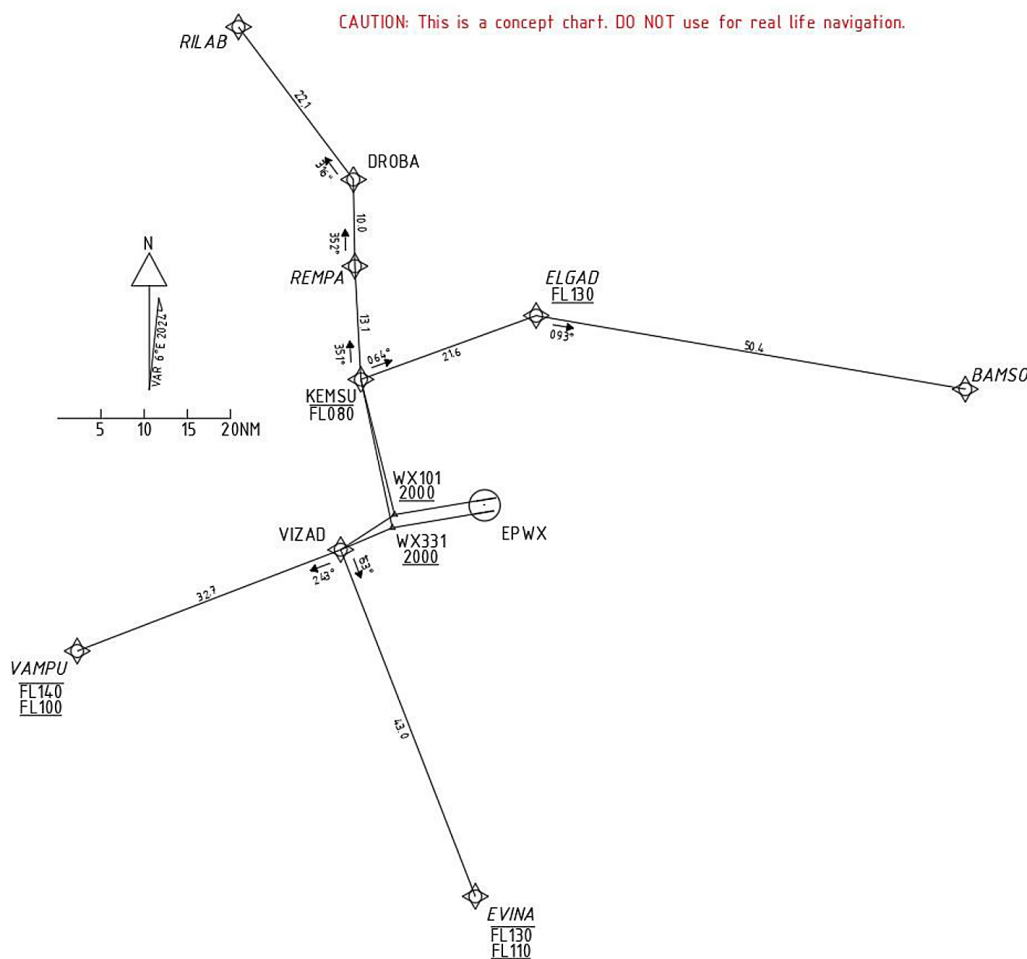 CAUTION: This is a concept chart. DO NOT use for real life navigation.
RILAB
22.1
316°
DROBA
10.0
352°
REMPA
N
VAR 6°E 2024
13.1
351°
064°
21.6
ELGAD
FL130
093°
50.4
BAMSO
KEMSU
FL080
5 10 15 20NM
WX101
2000
EPWX
WX331
2000
VIZAD
243°
153°
32.7
VAMPU
FL140
FL100
43.0
EVINA
FL130
FL110